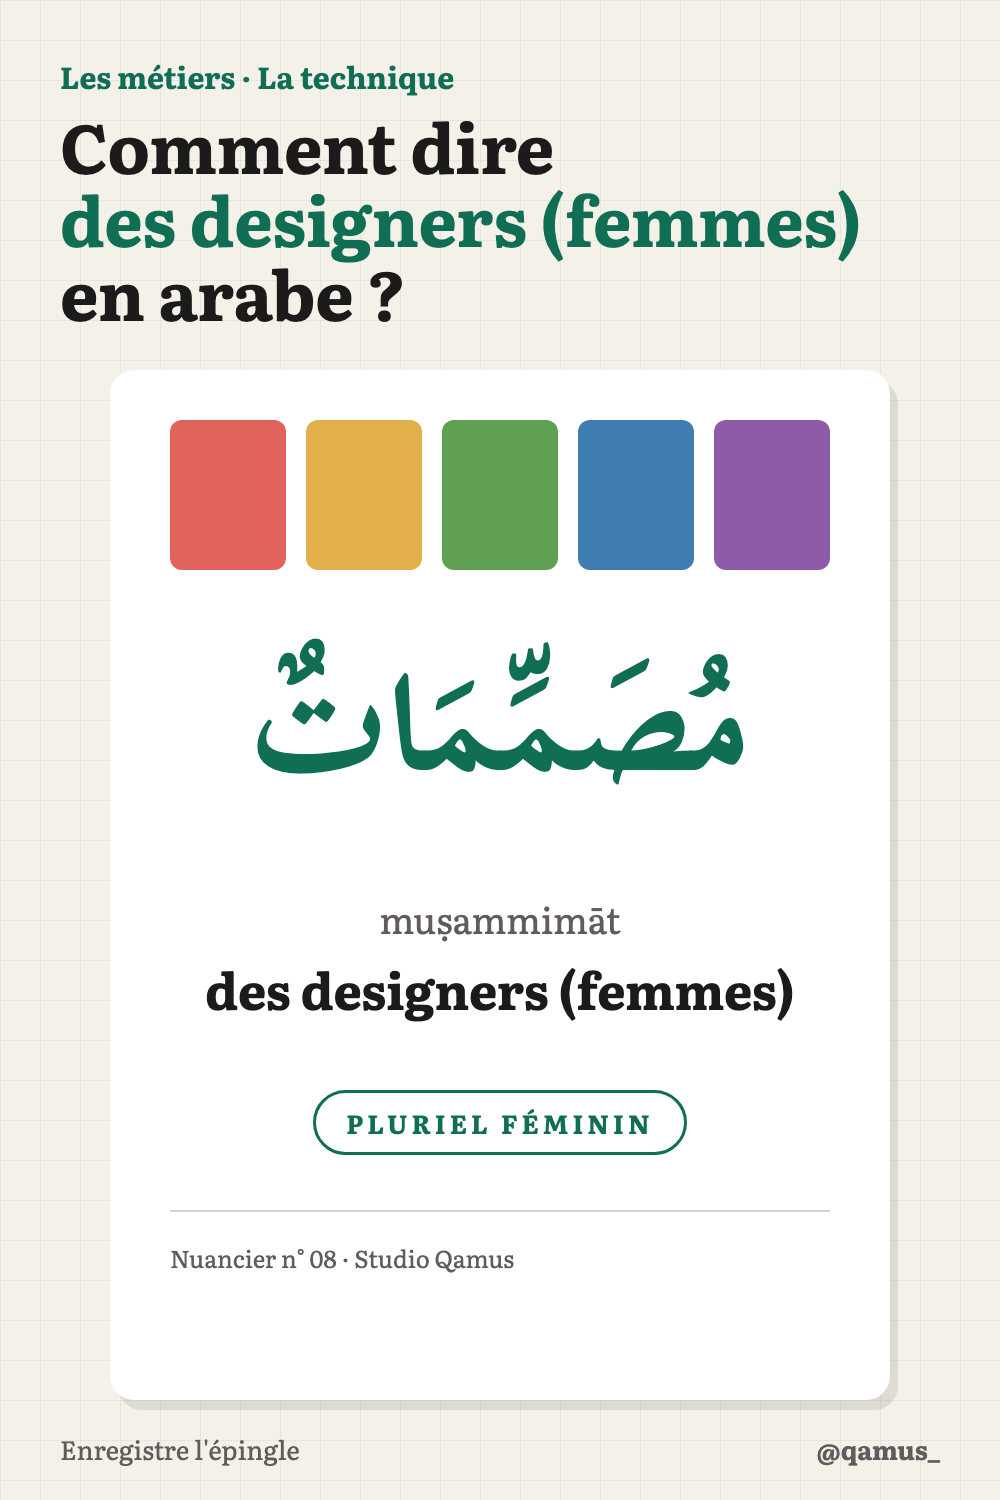 Les métiers · La technique
Comment dire
des designers (femmes)
en arabe ?
مُصَمِّمَاتٌ
muṣammimāt
des designers (femmes)
PLURIEL FÉMININ
Nuancier n° 08 · Studio Qamus
Enregistre l'épingle
@qamus_